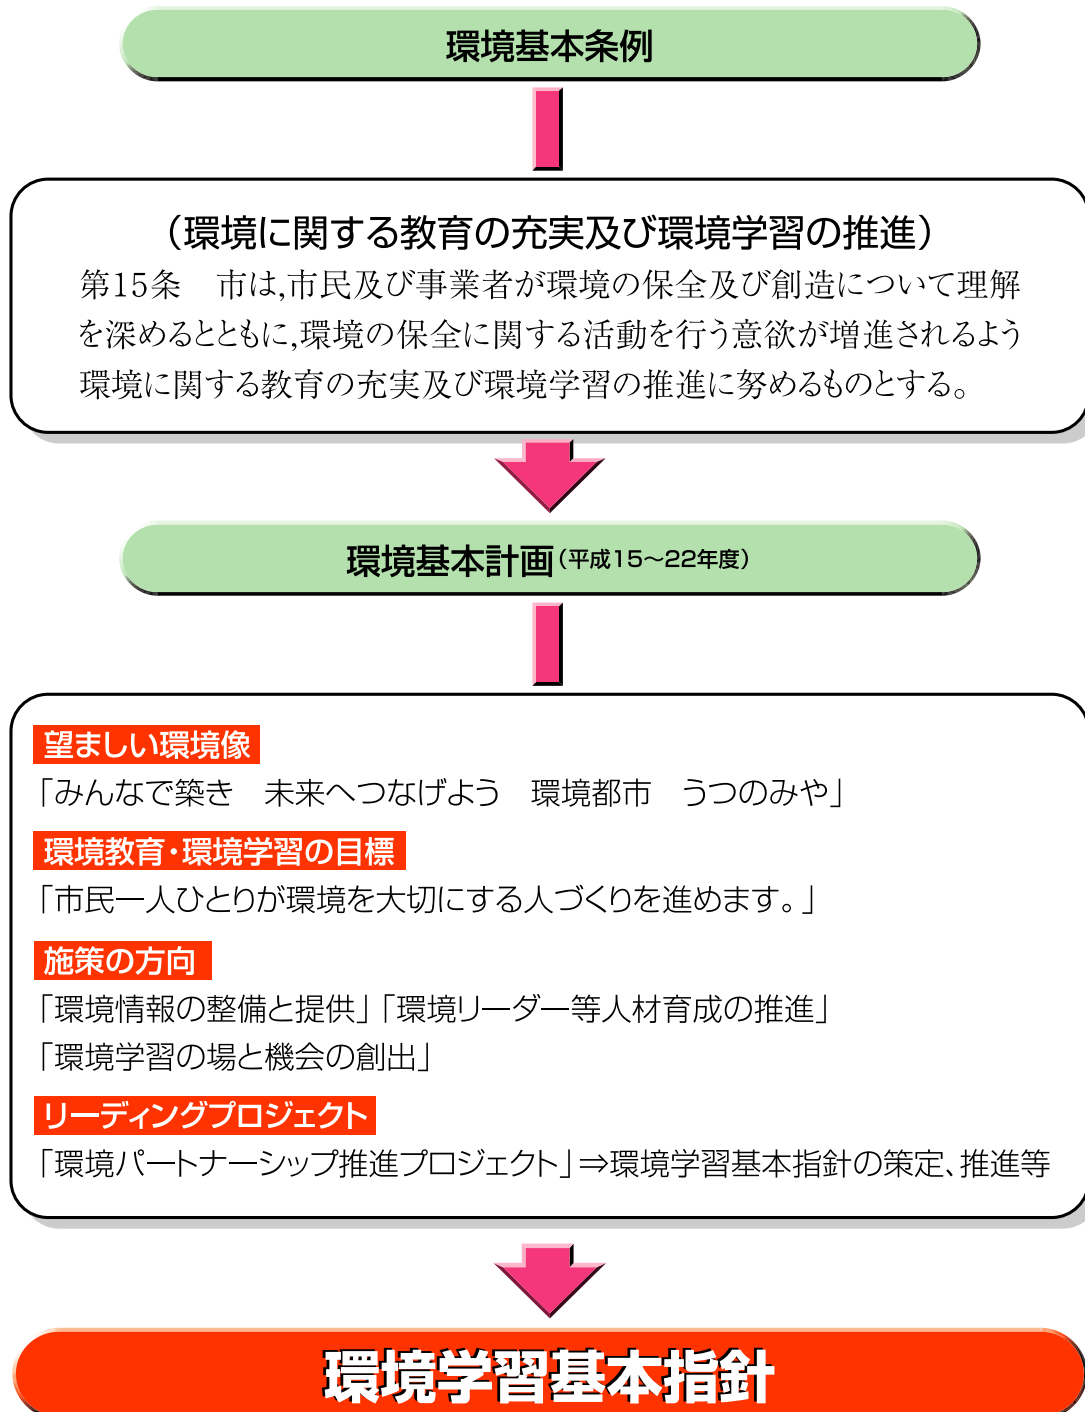 環境基本条例
（環境に関する教育の充実及び環境学習の推進）
第15条　市は,市民及び事業者が環境の保全及び創造について理解
を深めるとともに,環境の保全に関する活動を行う意欲が増進されるよう
環境に関する教育の充実及び環境学習の推進に努めるものとする。
環境基本計画（平成15～22年度）
望ましい環境像
「みんなで築き　未来へつなげよう　環境都市　うつのみや」
環境教育・環境学習の目標
「市民一人ひとりが環境を大切にする人づくりを進めます。」
施策の方向
「環境情報の整備と提供」「環境リーダー等人材育成の推進」
「環境学習の場と機会の創出」
リーディングプロジェクト
「環境パートナーシップ推進プロジェクト」⇒環境学習基本指針の策定、推進等
環境学習基本指針